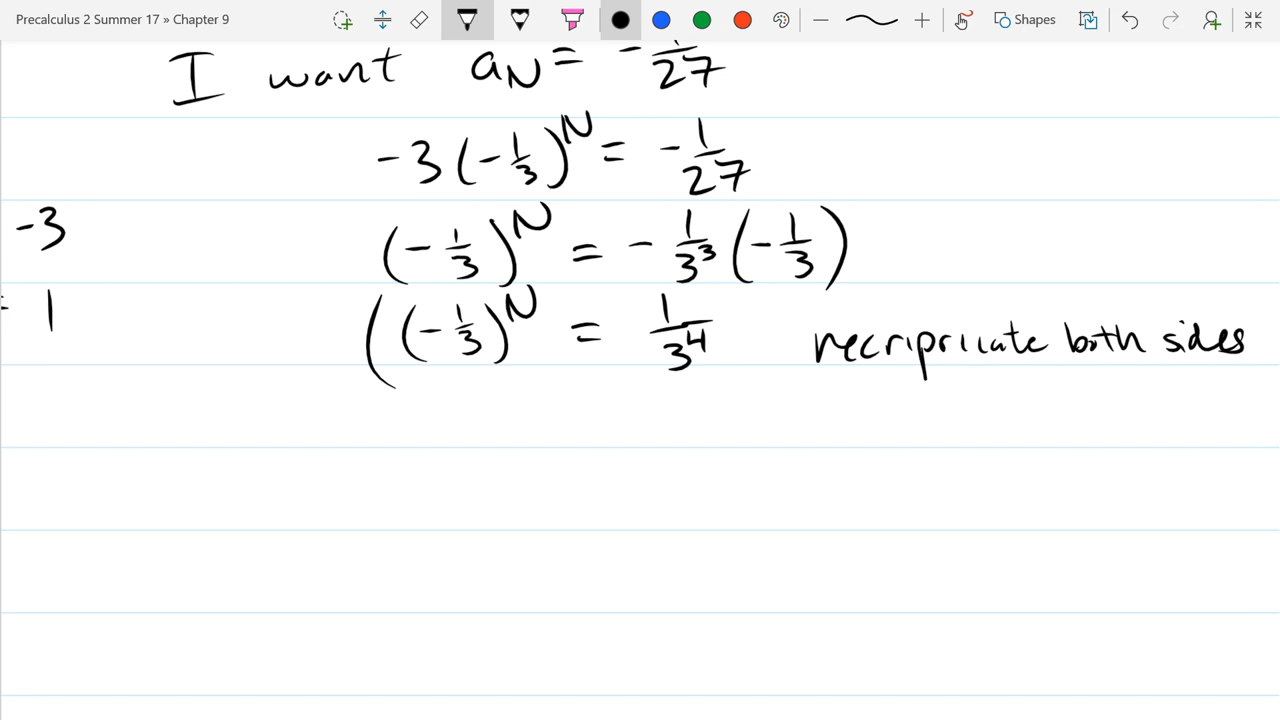 Precalculus 2 Summer 17 » Chapter 9
Shapes
I want a_N = -1/27
-3(-1/3)^N = -1/27
-3
(-1/3)^N = -1/3^3 (-1/3)
= 1
((-1/3)^N = 1/3^4 recripriicate both sides